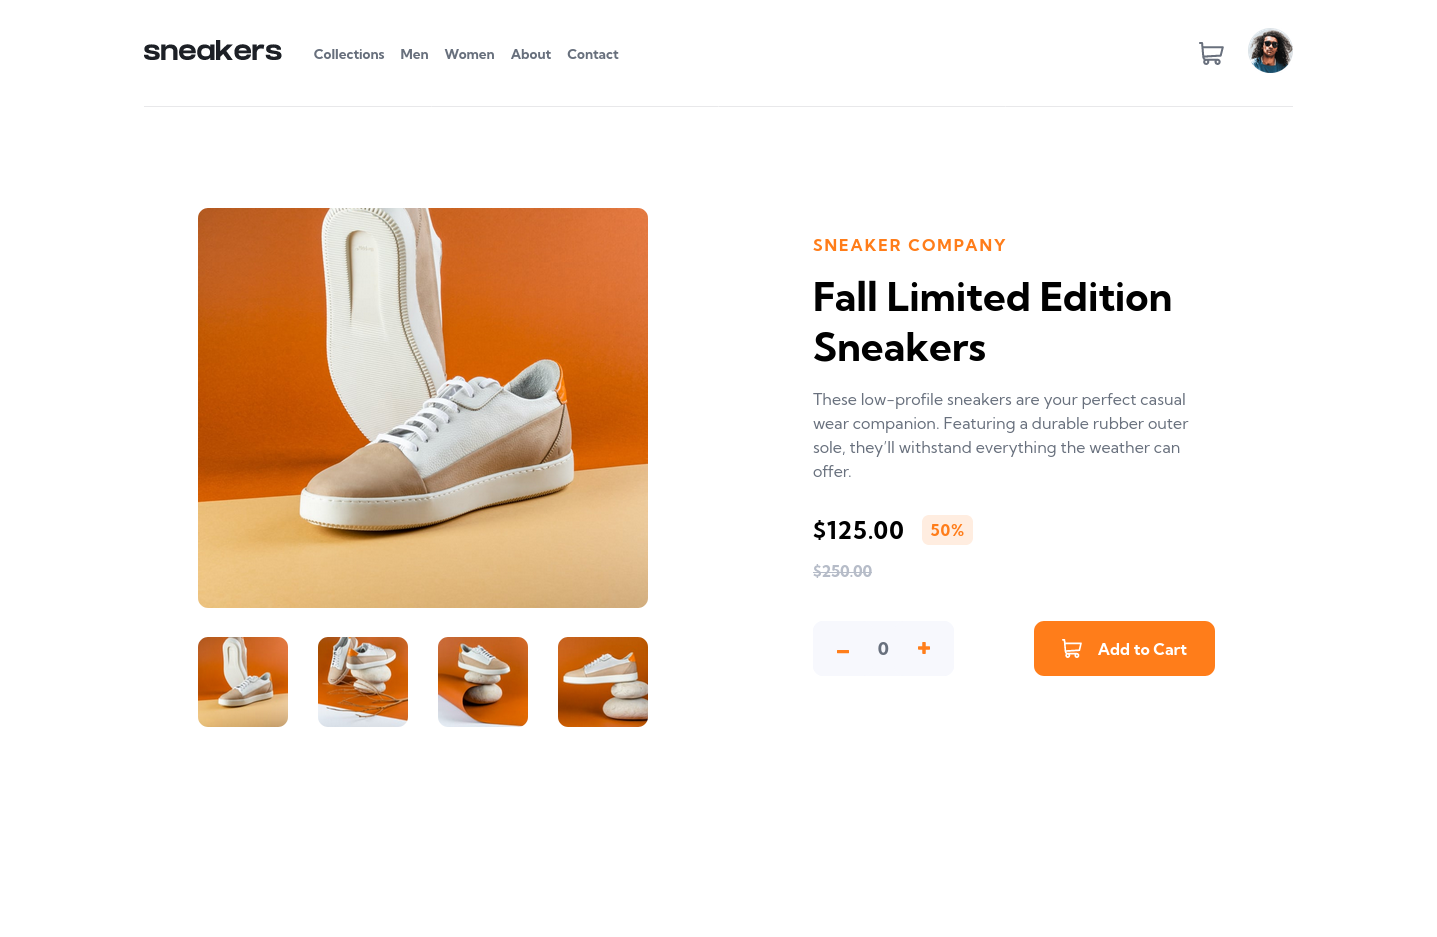 sneakers Collections Men Women About Contact
SNEAKER COMPANY
Fall Limited Edition
Sneakers
These low-profile sneakers are your perfect casual
wear companion. Featuring a durable rubber outer
sole, they’ll withstand everything the weather can
offer.
$125.00 50%
$250.00
– 0 + Add to Cart